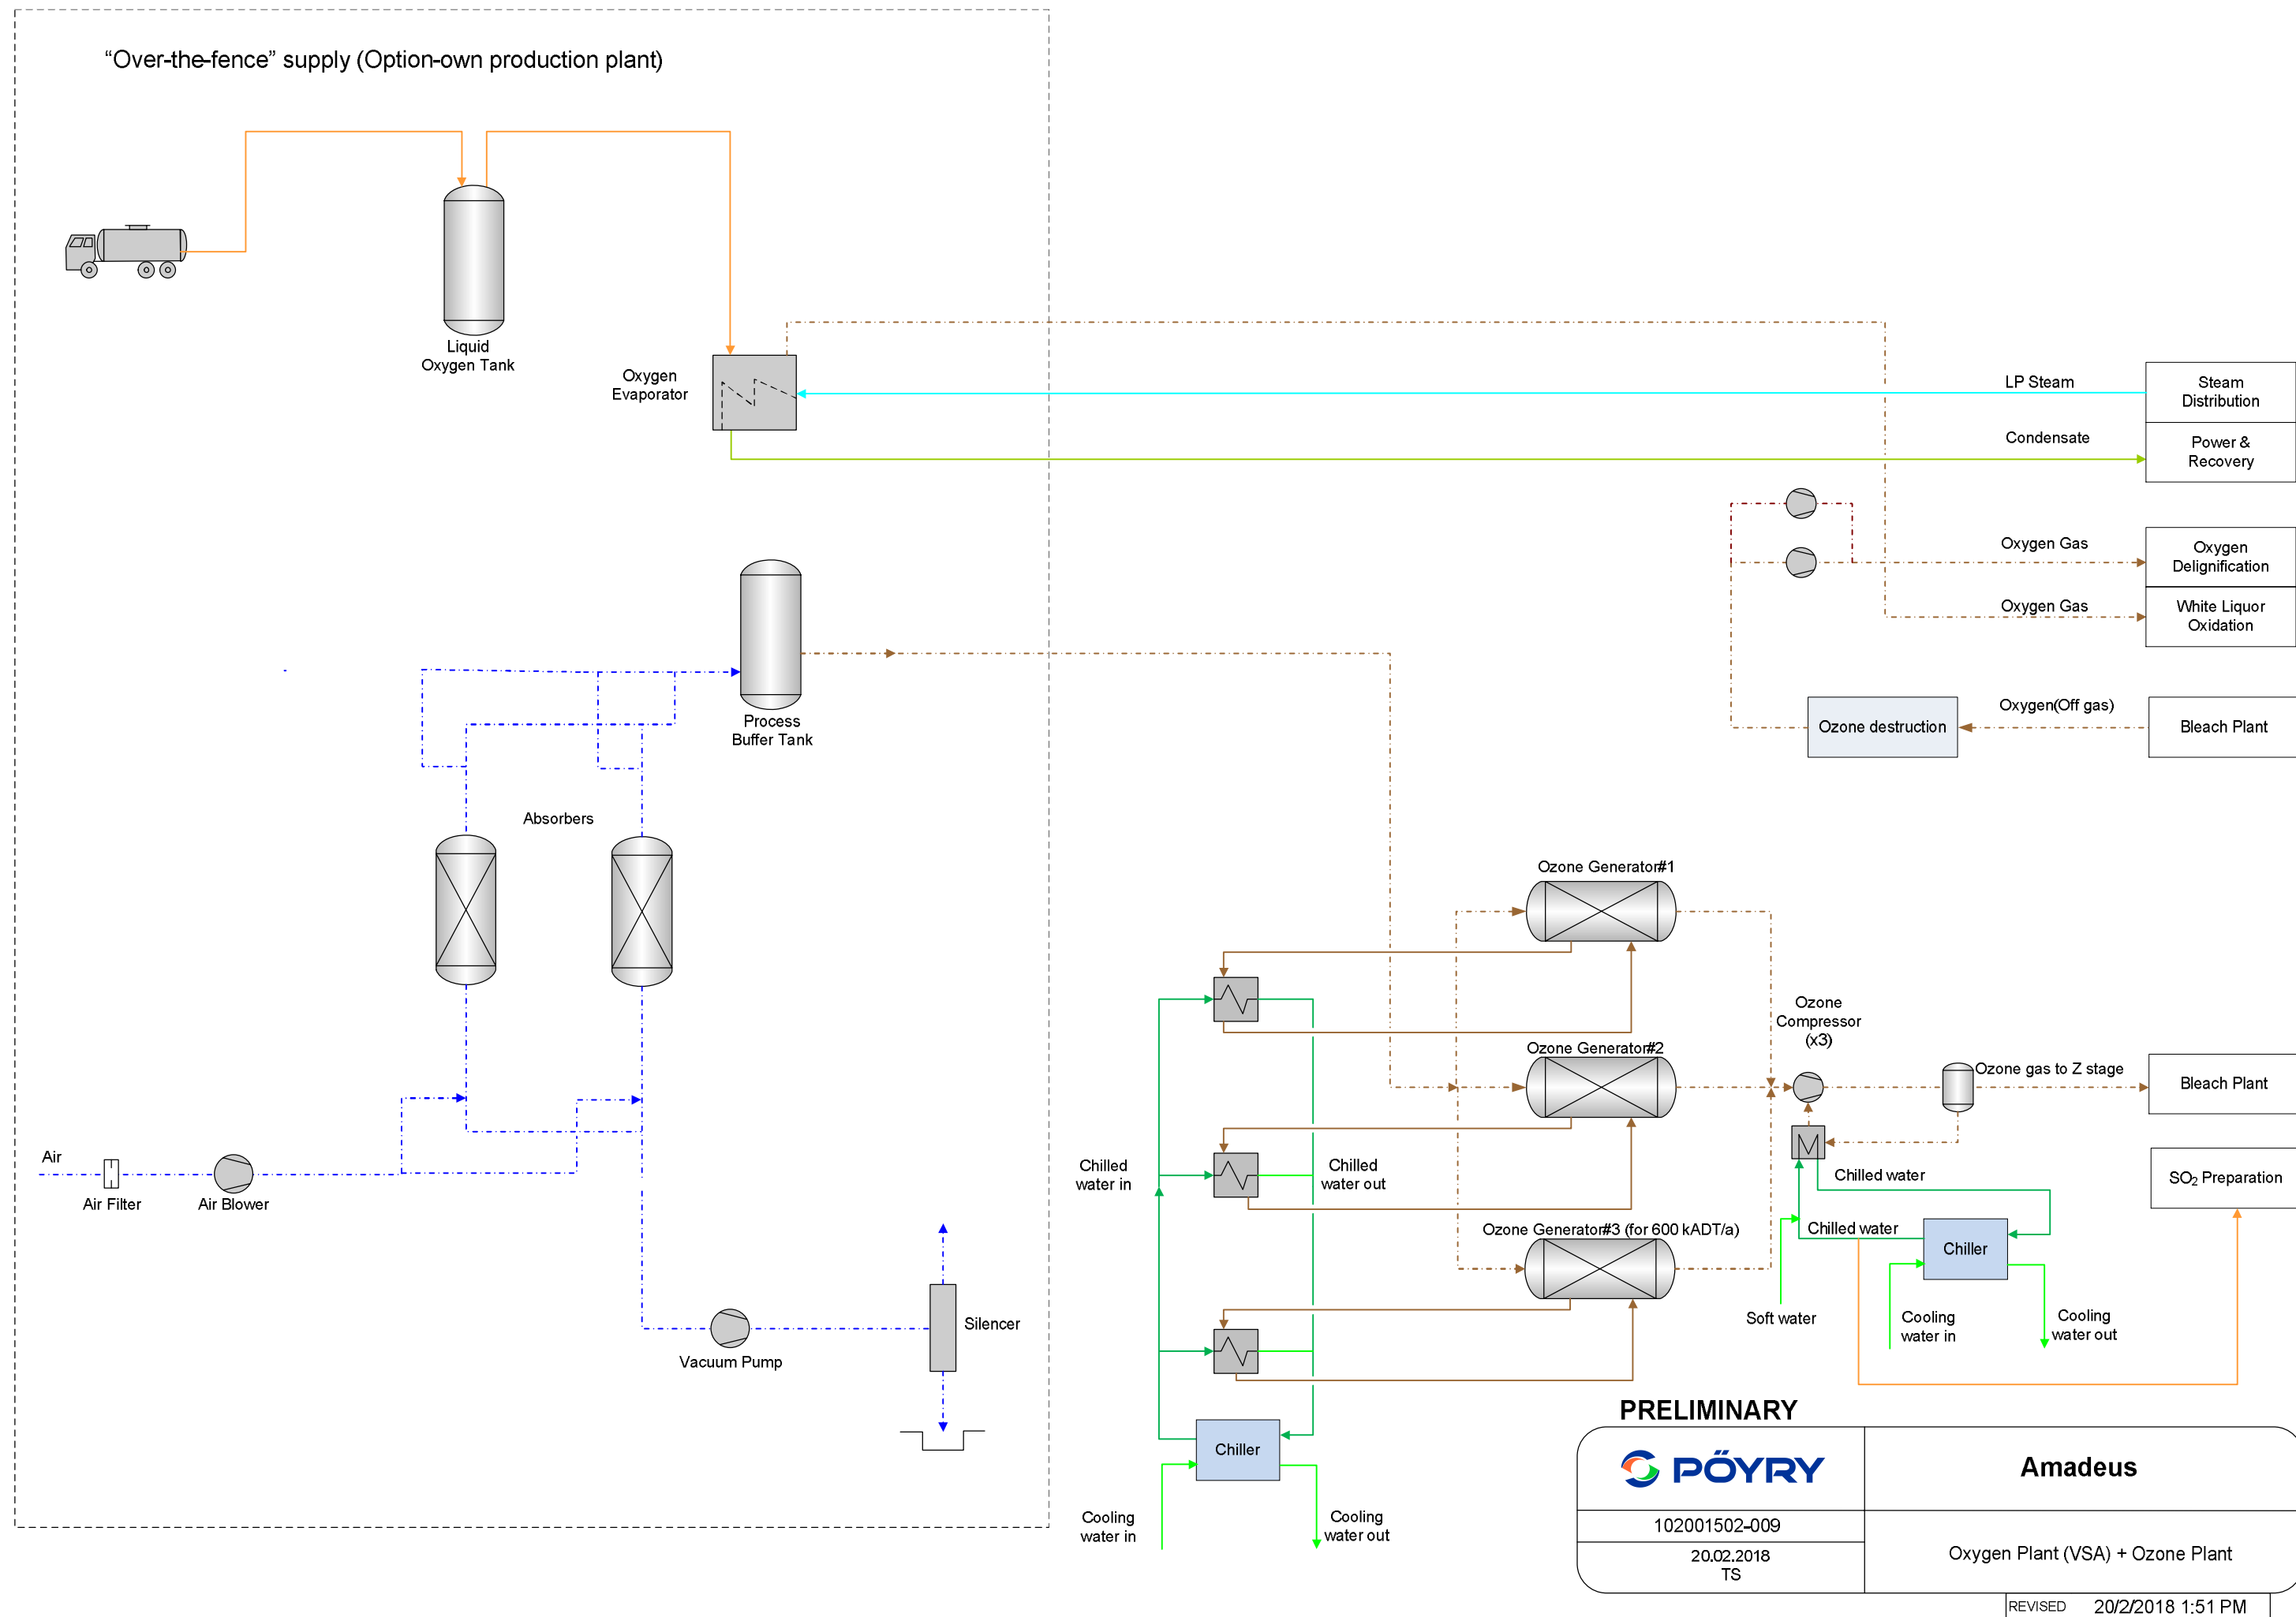 “Over-the-fence” supply (Option-own production plant)
Liquid
Oxygen Tank
Oxygen
Evaporator
LP Steam
Steam
Distribution
Condensate
Power &
Recovery
Oxygen Gas
Oxygen
Delignification
Oxygen Gas
White Liquor
Oxidation
Oxygen(Off gas)
Ozone destruction
Bleach Plant
Process
Buffer Tank
Absorbers
Ozone Generator#1
Ozone
Compressor
(x3)
Ozone Generator#2
Ozone gas to Z stage
Bleach Plant
Air
Air Filter
Air Blower
Chilled
water in
Chilled
water out
Chilled water
SO₂ Preparation
Ozone Generator#3 (for 600 kADT/a)
Chilled water
Chiller
Soft water
Cooling
water in
Cooling
water out
Silencer
Vacuum Pump
Chiller
Cooling
water in
Cooling
water out
PRELIMINARY
PÖYRY
Amadeus
102001502-009
20.02.2018
TS
Oxygen Plant (VSA) + Ozone Plant
REVISED 20/2/2018 1:51 PM